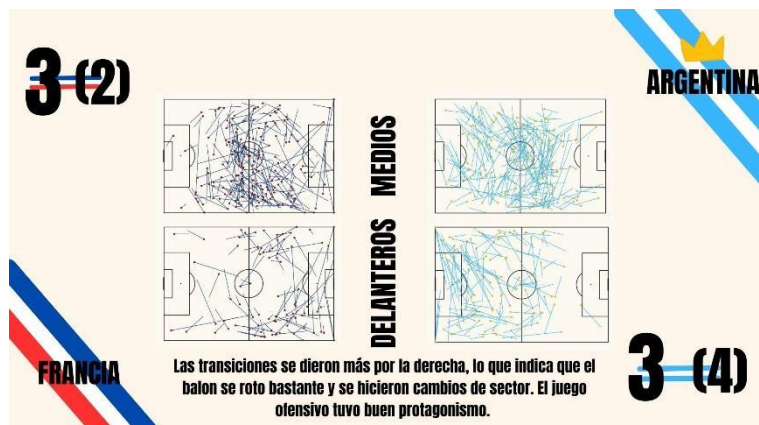 3 (2)
ARGENTINA
MEDIOS
DELANTEROS
FRANCIA
Las transiciones se dieron más por la derecha, lo que indica que el
balon se roto bastante y se hicieron cambios de sector. El juego
ofensivo tuvo buen protagonismo.
3 (4)